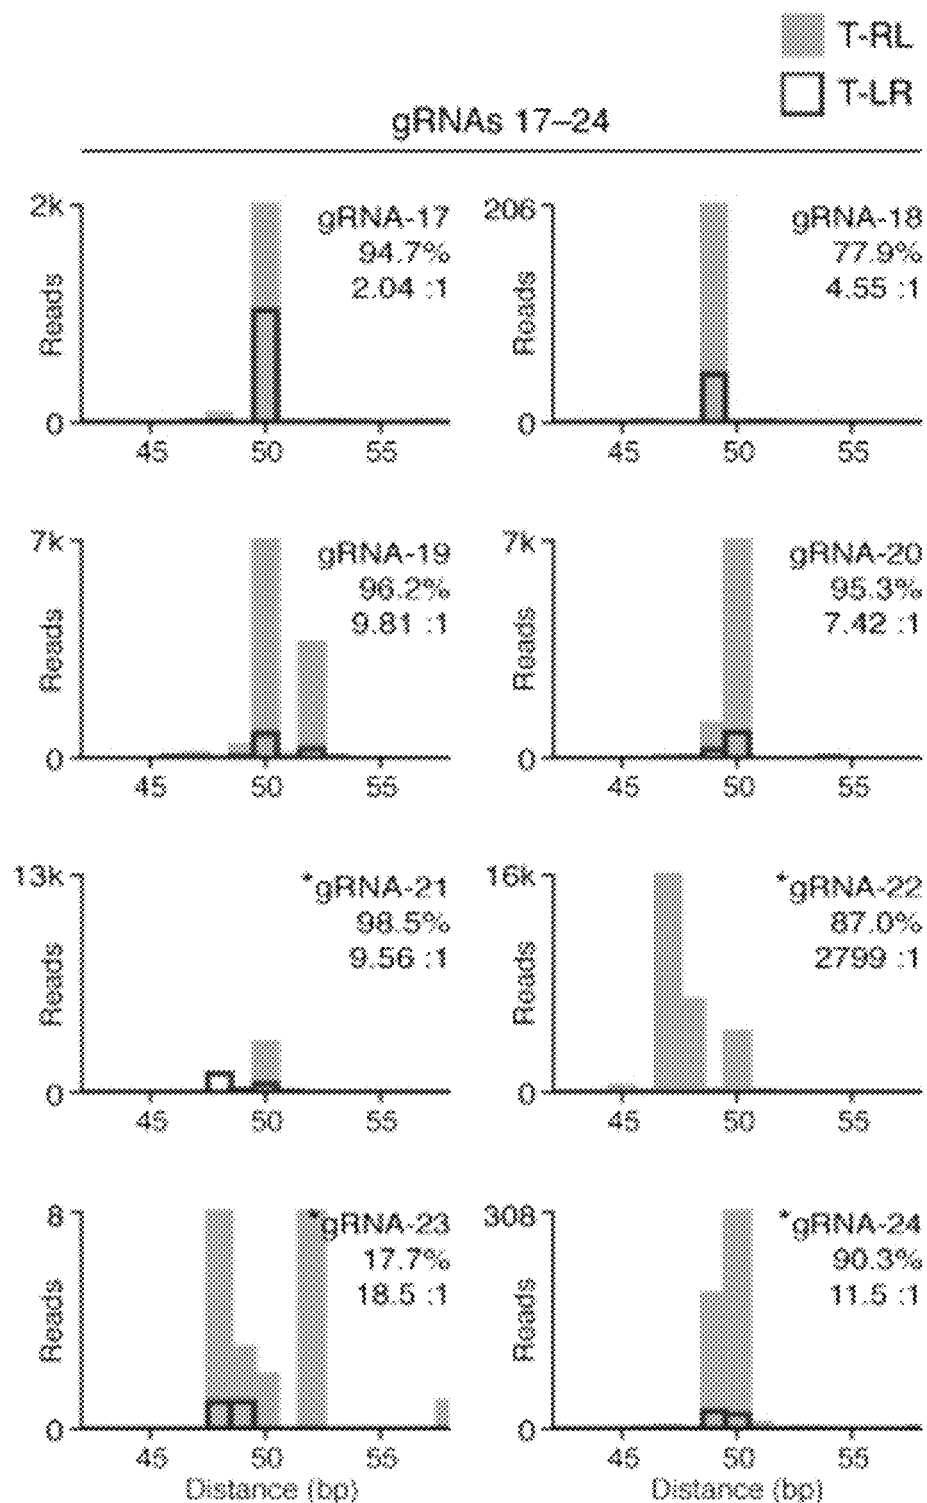 T-RL
T-LR
gRNAs 17–24
2k
Reads
0
45 50 55
gRNA-17
94.7%
2.04 :1
206
Reads
0
45 50 55
gRNA-18
77.9%
4.55 :1
7k
Reads
0
45 50 55
gRNA-19
96.2%
9.81 :1
7k
Reads
0
45 50 55
gRNA-20
95.3%
7.42 :1
13k
Reads
0
45 50 55
*gRNA-21
98.5%
9.56 :1
16k
Reads
0
45 50 55
*gRNA-22
87.0%
2799 :1
8
Reads
0
45 50 55
Distance (bp)
*gRNA-23
17.7%
18.5 :1
308
Reads
0
45 50 55
Distance (bp)
*gRNA-24
90.3%
11.5 :1